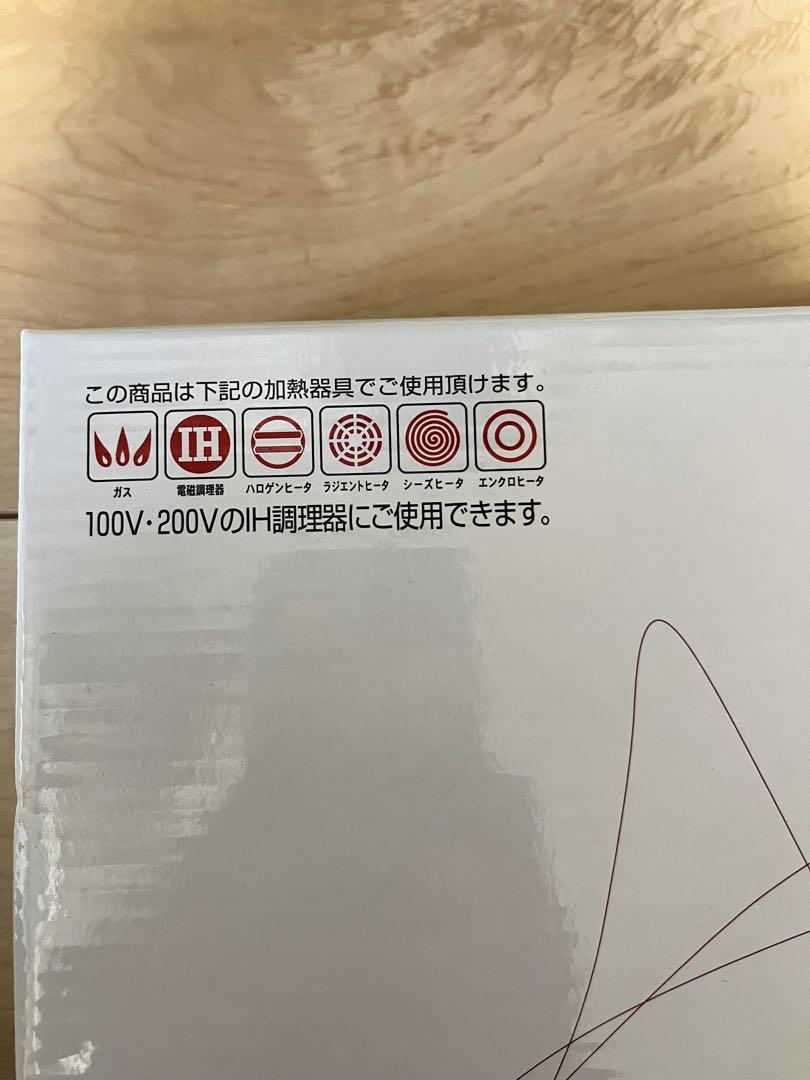 この商品は下記の加熱器具でご使用頂けます。
IH
ガス 電磁調理器 ハロゲンヒータ ラジエントヒータ シーズヒータ エンクロヒータ
100V・200VのIH調理器にご使用できます。